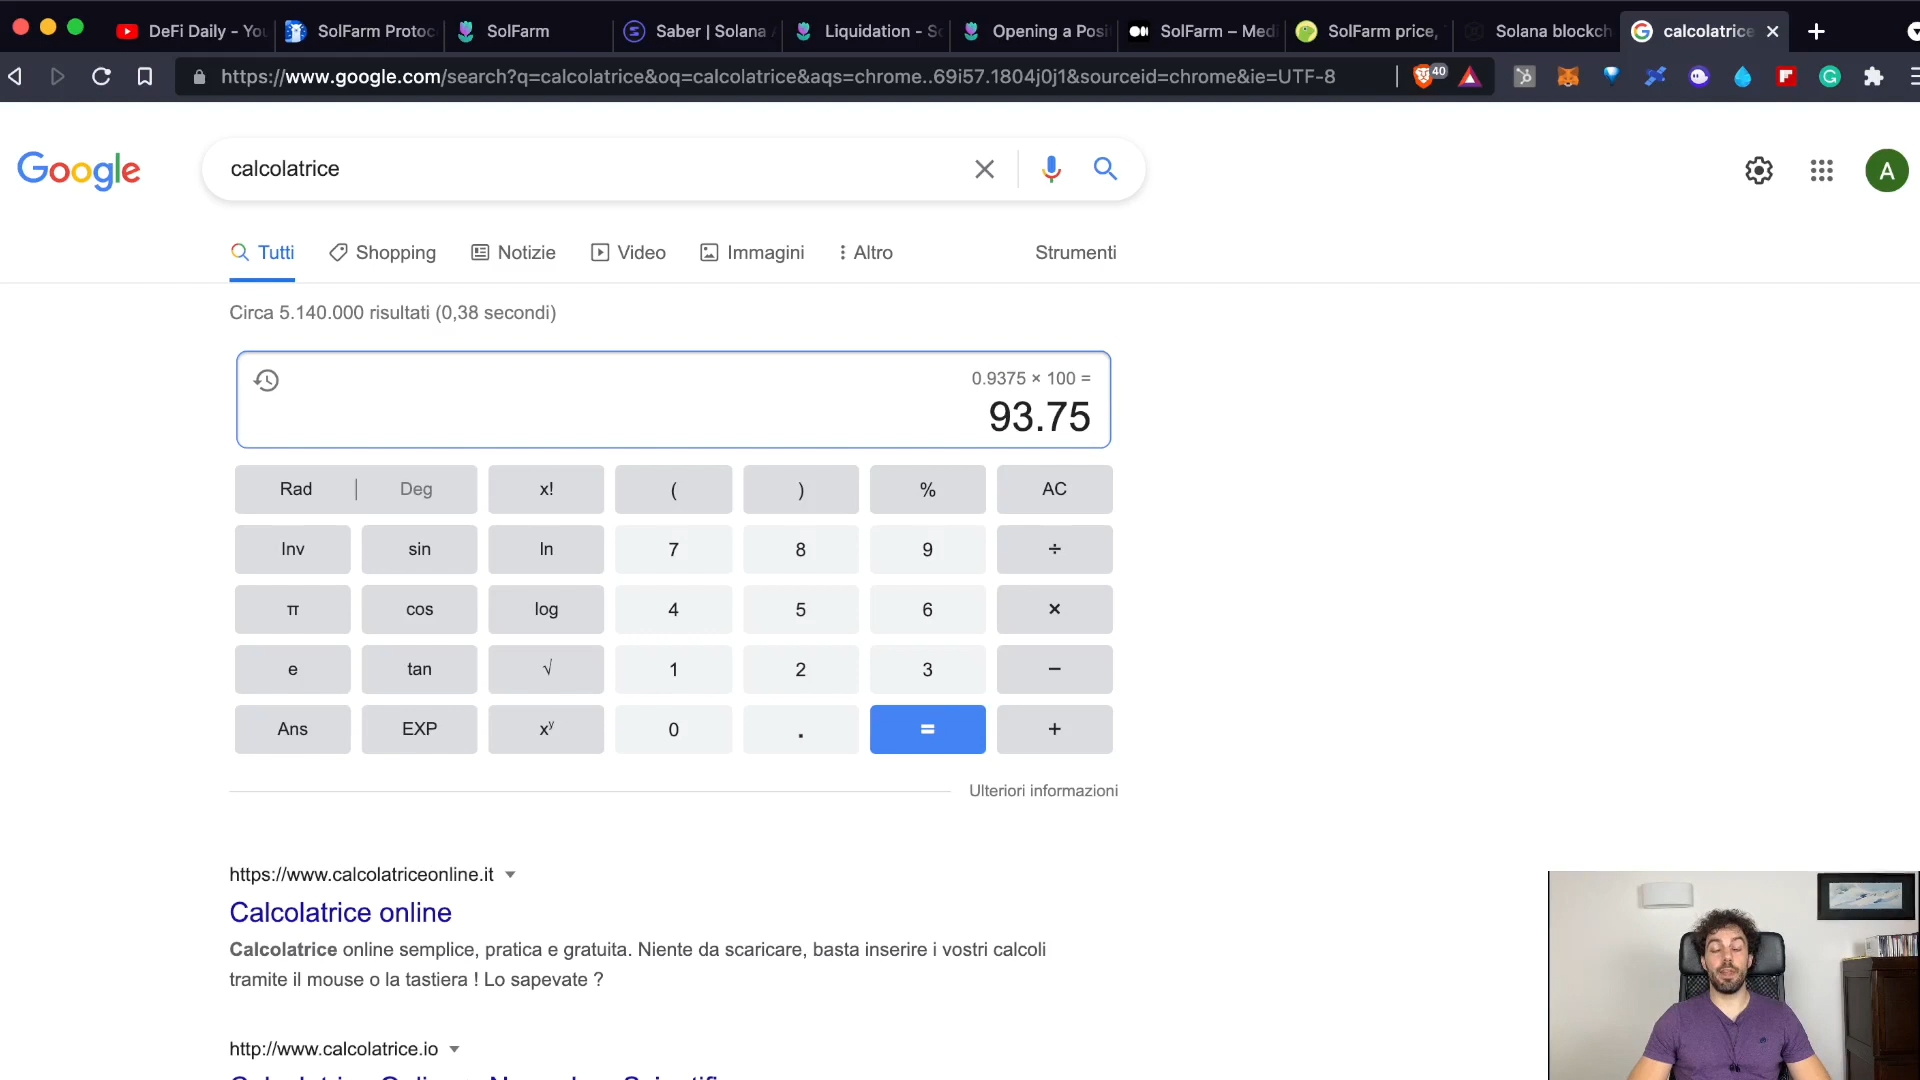 DeFi Daily - Yo
SolFarm Protoc
SolFarm
Saber | Solana
Liquidation - So
Opening a Posi
SolFarm – Medi
SolFarm price,
Solana blockch
calcolatrice
https://www.google.com/search?q=calcolatrice&oq=calcolatrice&aqs=chrome..69i57.1804j0j1&sourceid=chrome&ie=UTF-8
40
Google
calcolatrice
A
Tutti
Shopping
Notizie
Video
Immagini
Altro
Strumenti
Circa 5.140.000 risultati (0,38 secondi)
0.9375 × 100 =
93.75
Rad | Deg x! ( ) % AC
Inv sin ln 7 8 9 ÷
π cos log 4 5 6 ×
e tan √ 1 2 3 −
Ans EXP xʸ 0 . = +
Ulteriori informazioni
https://www.calcolatriceonline.it
Calcolatrice online
Calcolatrice online semplice, pratica e gratuita. Niente da scaricare, basta inserire i vostri calcoli
tramite il mouse o la tastiera ! Lo sapevate ?
http://www.calcolatrice.io